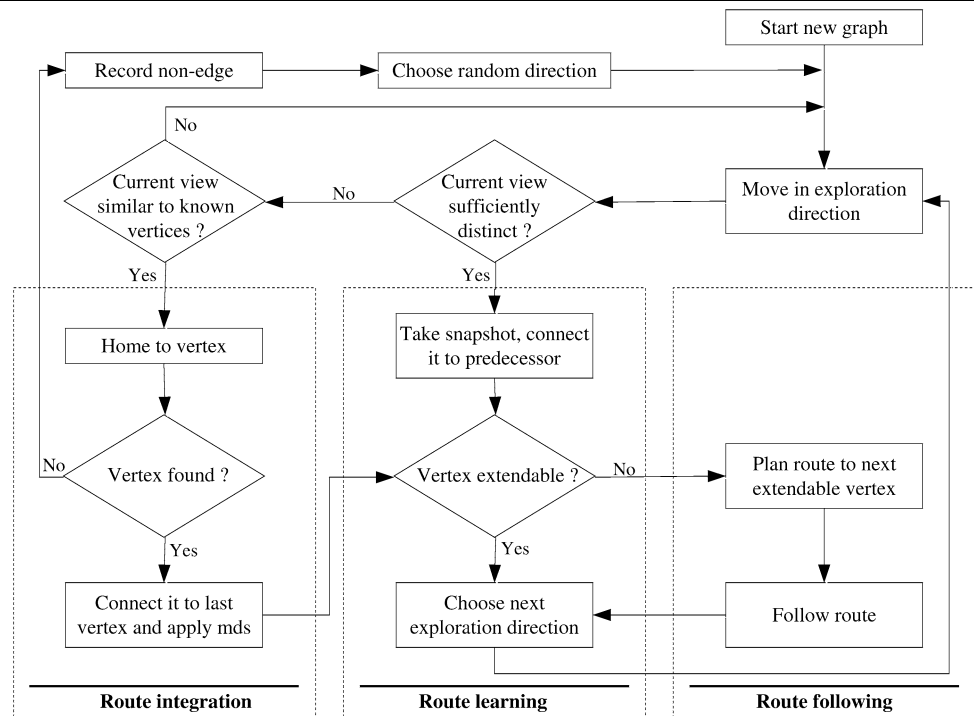 Start new graph
Record non-edge
Choose random direction
No
Current view
similar to known
vertices ?
No
Current view
sufficiently
distinct ?
Move in exploration
direction
Yes
Yes
Home to vertex
Take snapshot, connect
it to predecessor
No
Vertex found ?
Vertex extendable ?
No
Plan route to next
extendable vertex
Yes
Yes
Connect it to last
vertex and apply mds
Choose next
exploration direction
Follow route
Route integration
Route learning
Route following